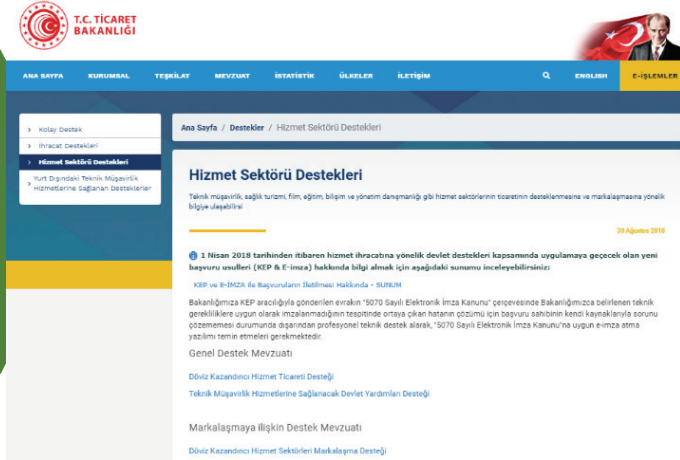 T.C. TİCARET
BAKANLIĞI
ANA SAYFA KURUMSAL TEŞKİLAT MEVZUAT İSTATİSTİK ÜLKELER İLETİŞİM ENGLISH E-İŞLEMLER
> Kolay Destek
> İhracat Destekleri
> Hizmet Sektörü Destekleri
> Yurt Dışındaki Teknik Müşavirlik
Hizmetlerine Sağlanan Destekler
Ana Sayfa / Destekler / Hizmet Sektörü Destekleri
Hizmet Sektörü Destekleri
Teknik müşavirlik, sağlık turizmi, film, eğitim, bilişim ve yönetim danışmanlığı gibi hizmet sektörlerinin ticaretinin desteklenmesine ve markalaşmasına yönelik
bilgiye ulaşabilirsi
30 Ağustos 2018
1 Nisan 2018 tarihinden itibaren hizmet ihracatına yönelik devlet destekleri kapsamında uygulamaya geçecek olan yeni
başvuru usulleri (KEP & E-imza) hakkında bilgi almak için aşağıdaki sunumu inceleyebilirsiniz:
KEP ve E-İMZA ile Başvuruların İletilmesi Hakkında - SUNUM
Bakanlığımıza KEP aracılığıyla gönderilen evrakın "5070 Sayılı Elektronik İmza Kanunu" çerçevesinde Bakanlığımızca belirlenen teknik
gerekliliklere uygun olarak imzalanmadığının tespitinde ortaya çıkan hatanın çözümü için başvuru sahibinin kendi kaynaklarıyla sorunu
çözememesi durumunda dışarından profesyonel teknik destek alarak, "5070 Sayılı Elektronik İmza Kanunu"na uygun e-imza atma
yazılımı temin etmeleri gerekmektedir.
Genel Destek Mevzuatı
Döviz Kazandırıcı Hizmet Ticareti Desteği
Teknik Müşavirlik Hizmetlerine Sağlanacak Devlet Yardımları Desteği
Markalaşmaya İlişkin Destek Mevzuatı
Döviz Kazandırıcı Hizmet Sektörleri Markalaşma Desteği